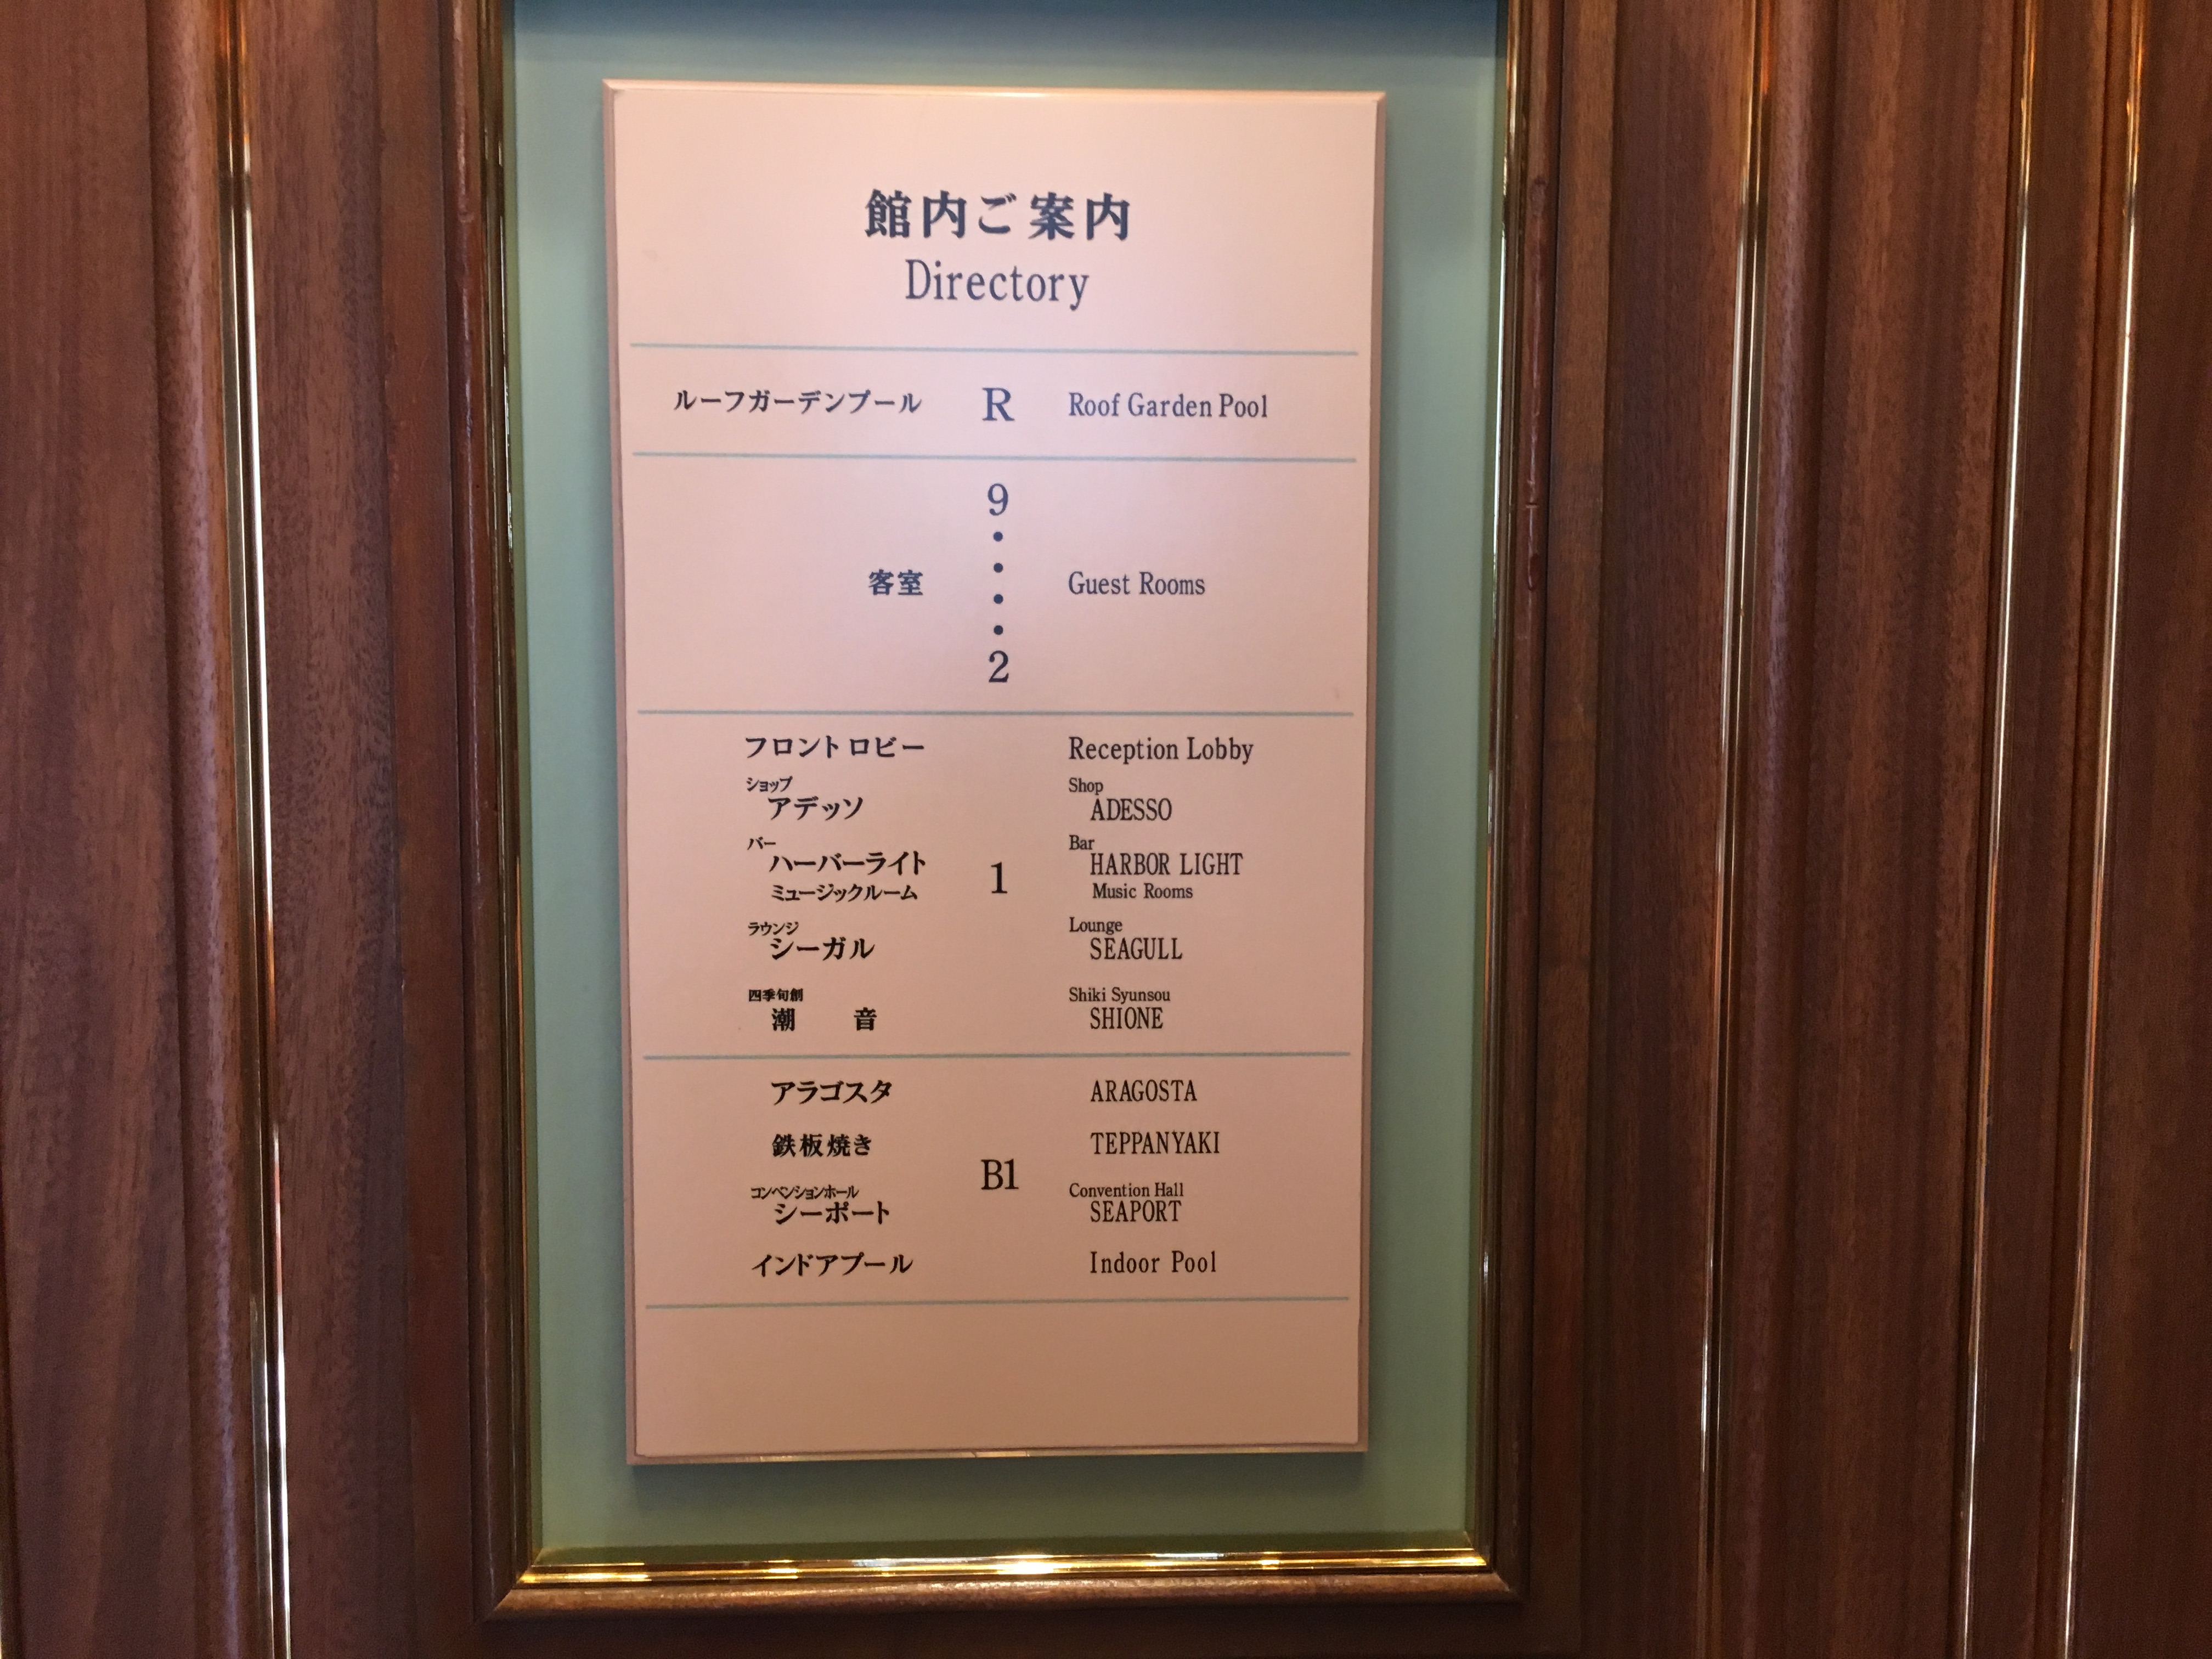 館内ご案内
Directory
ルーフガーデンプール R Roof Garden Pool
9
・
・
客室 Guest Rooms
・
・
2
フロント ロビー Reception Lobby
ショップ Shop
アデッソ ADESSO
バー Bar
ハーバーライト HARBOR LIGHT
1
ミュージックルーム Music Rooms
ラウンジ Lounge
シーガル SEAGULL
四季旬創 Shiki Syunsou
潮 音 SHIONE
アラゴスタ ARAGOSTA
鉄板焼き TEPPANYAKI
B1
コンベンションホール Convention Hall
シーポート SEAPORT
インドアプール Indoor Pool